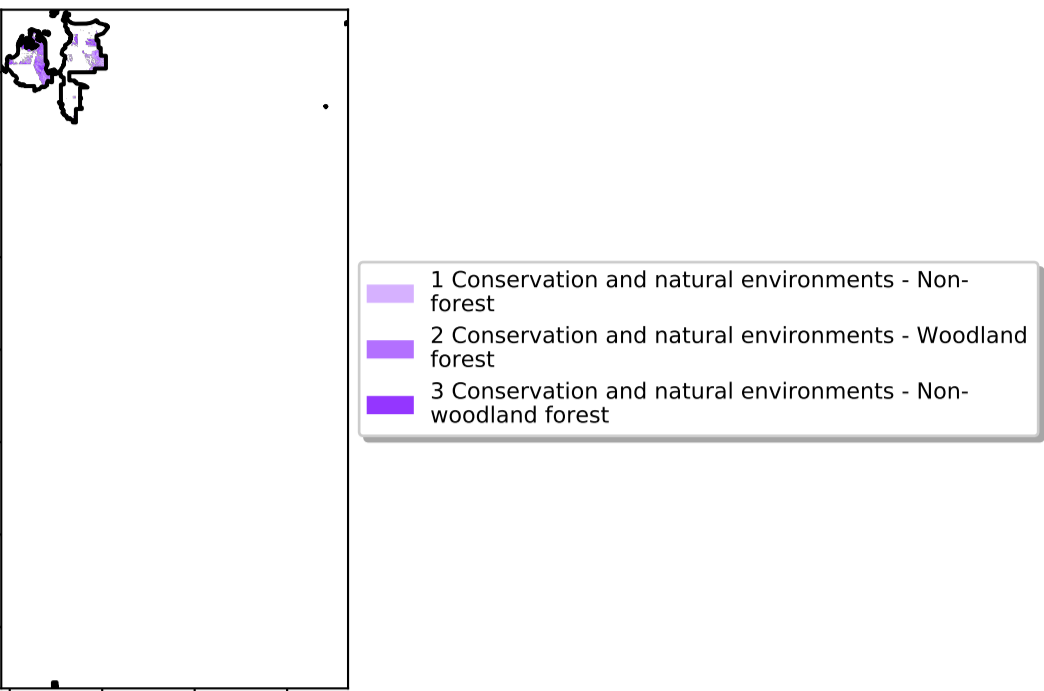 1 Conservation and natural environments - Non-
forest
2 Conservation and natural environments - Woodland
forest
3 Conservation and natural environments - Non-
woodland forest